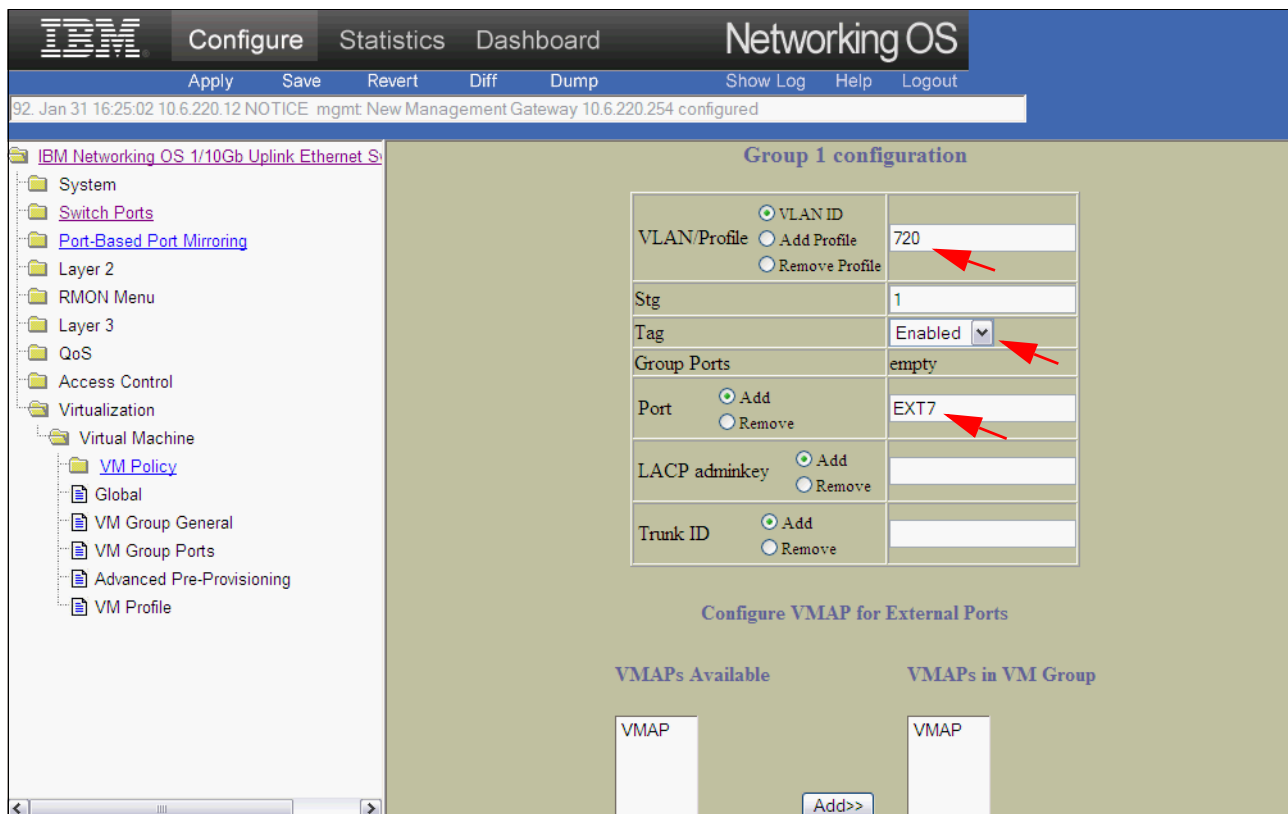 IBM Configure Statistics Dashboard Networking OS
Apply Save Revert Diff Dump Show Log Help Logout
92. Jan 31 16:25:02 10.6.220.12 NOTICE mgmt: New Management Gateway 10.6.220.254 configured
IBM Networking OS 1/10Gb Uplink Ethernet S
System
Switch Ports
Port-Based Port Mirroring
Layer 2
RMON Menu
Layer 3
QoS
Access Control
Virtualization
Virtual Machine
VM Policy
Global
VM Group General
VM Group Ports
Advanced Pre-Provisioning
VM Profile
Group 1 configuration
VLAN/Profile
VLAN ID
Add Profile
Remove Profile
720
Stg 1
Tag Enabled
Group Ports empty
Port
Add
Remove
EXT7
LACP adminkey
Add
Remove
Trunk ID
Add
Remove
Configure VMAP for External Ports
VMAPs Available VMAPs in VM Group
VMAP VMAP
Add>>